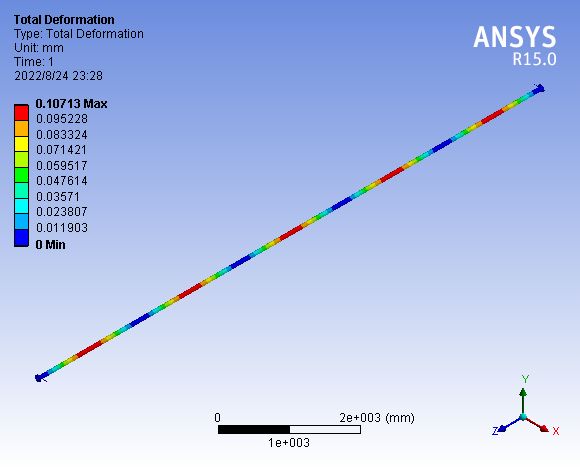 Total Deformation
Type: Total Deformation
Unit: mm
Time: 1
2022/8/24 23:28
ANSYS
R15.0
0.10713 Max
0.095228
0.083324
0.071421
0.059517
0.047614
0.03571
0.023807
0.011903
0 Min
0 2e+003 (mm)
1e+003
Y
Z X